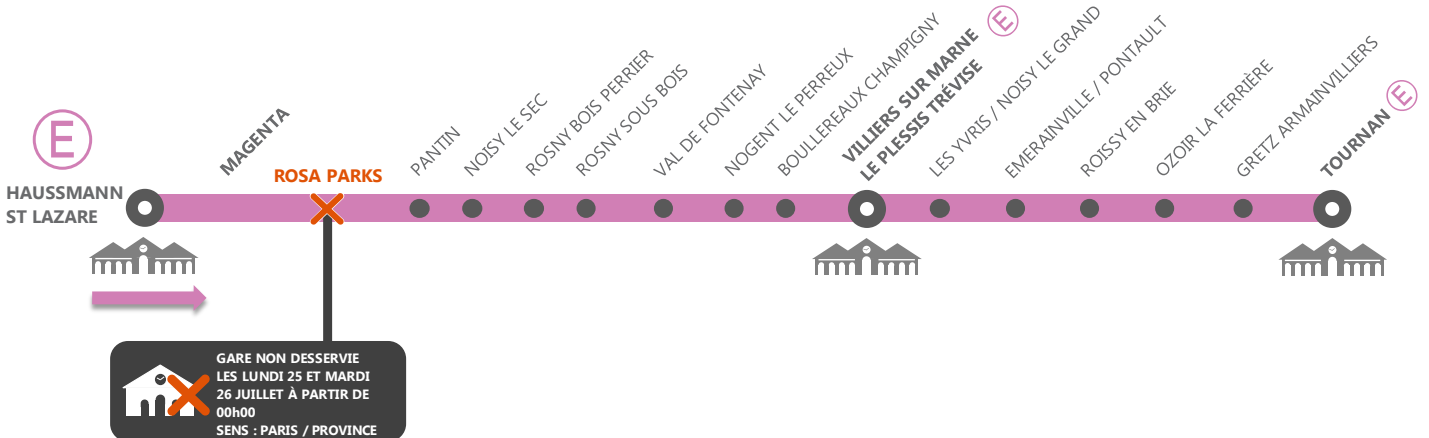 E
HAUSSMANN
ST LAZARE
MAGENTA
ROSA PARKS
PANTIN
NOISY LE SEC
ROSNY BOIS PERRIER
ROSNY SOUS BOIS
VAL DE FONTENAY
NOGENT LE PERREUX
BOULLEREAUX CHAMPIGNY
VILLIERS SUR MARNE
LE PLESSIS TRÉVISE
E
LES YVRIS / NOISY LE GRAND
EMERAINVILLE / PONTAULT
ROISSY EN BRIE
OZOIR LA FERRIÈRE
GRETZ ARMAINVILLIERS
TOURNAN
E
GARE NON DESSERVIE
LES LUNDI 25 ET MARDI
26 JUILLET À PARTIR DE
00h00
SENS : PARIS / PROVINCE